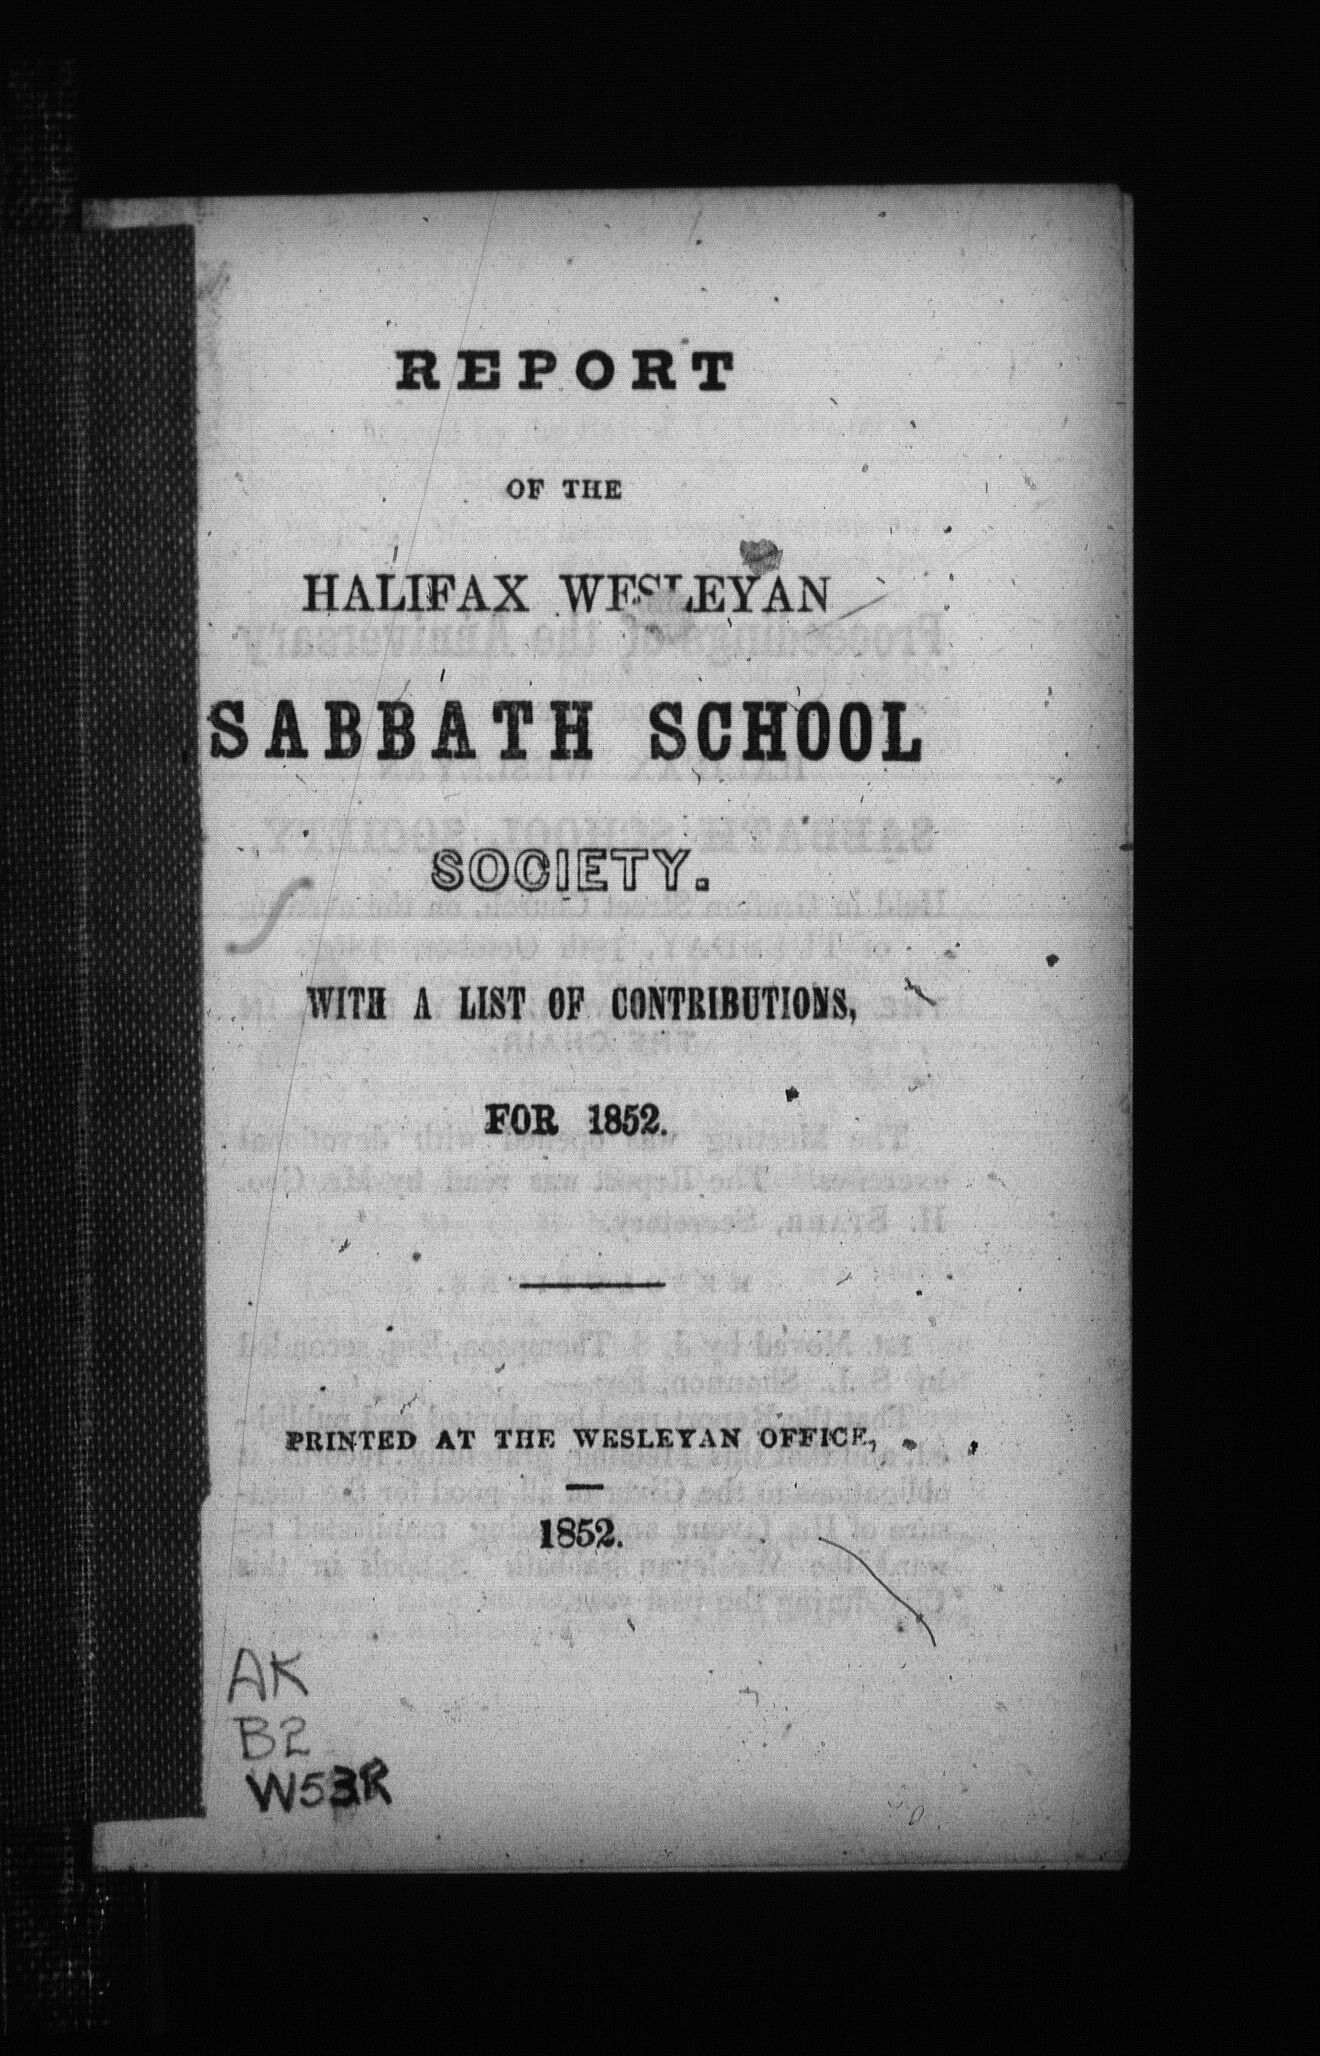 REPORT
OF THE
HALIFAX WESLEYAN
SABBATH SCHOOL
SOCIETY.
WITH A LIST OF CONTRIBUTIONS,
FOR 1852.
PRINTED AT THE WESLEYAN OFFICE,
1852.
AK
B2
W53R